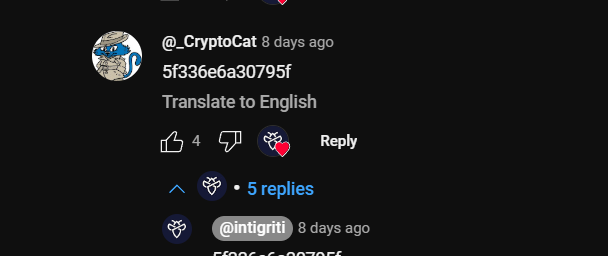 @_CryptoCat 8 days ago
5f336e6a30795f
Translate to English
4
Reply
• 5 replies
@intigriti 8 days ago